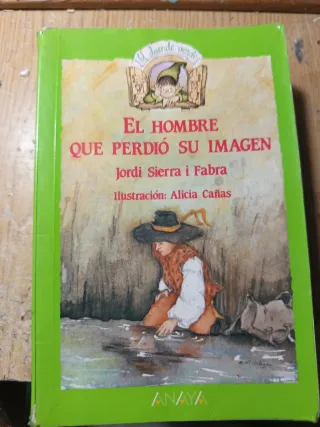 El duende verde
EL HOMBRE
QUE PERDIÓ SU IMAGEN
Jordi Sierra i Fabra
Ilustración: Alicia Cañas
ANAYA